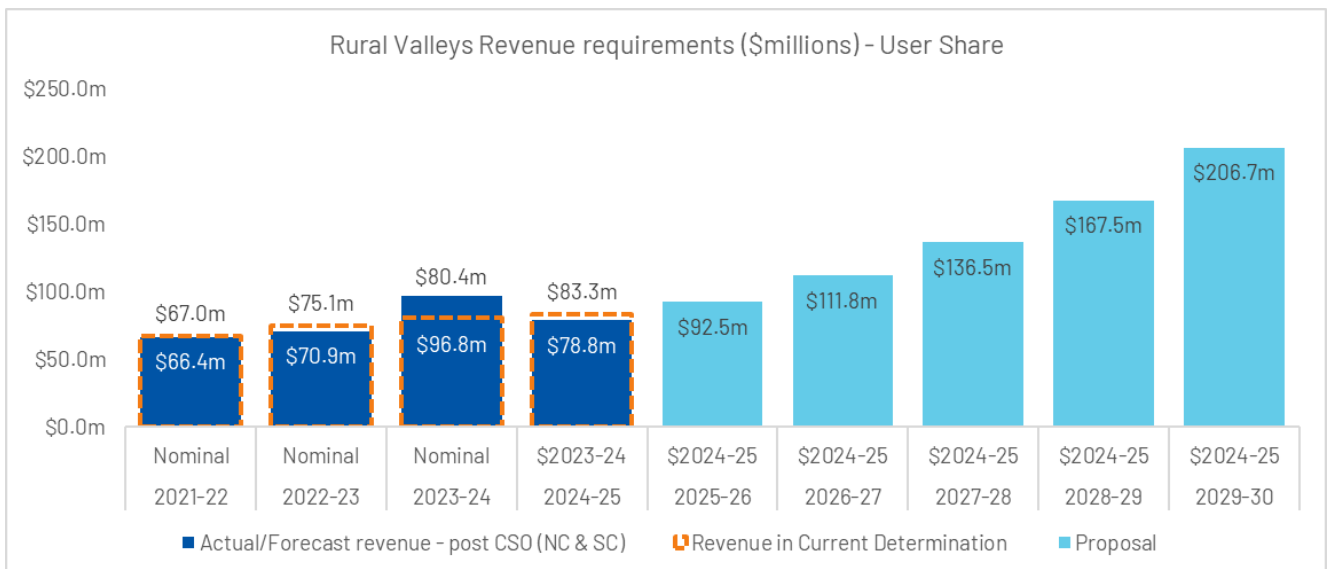 Rural Valleys Revenue requirements ($millions) - User Share
$250.0m
$200.0m
$150.0m
$100.0m
$50.0m
$0.0m
$67.0m
$66.4m
$75.1m
$70.9m
$80.4m
$96.8m
$83.3m
$78.8m
$92.5m
$111.8m
$136.5m
$167.5m
$206.7m
Nominal Nominal Nominal $2023-24 $2024-25 $2024-25 $2024-25 $2024-25 $2024-25
2021-22 2022-23 2023-24 2024-25 2025-26 2026-27 2027-28 2028-29 2029-30
Actual/Forecast revenue - post CSO (NC & SC) Revenue in Current Determination Proposal